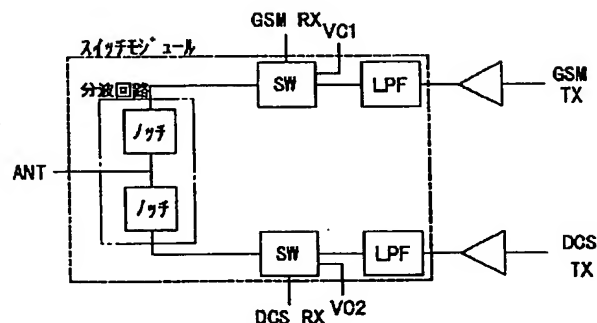 GSM RX
VC1
スイッチモジュール
SW
LPF
GSM
TX
分波回路
ノッチ
ANT
ノッチ
SW
LPF
DCS
TX
VC2
DCS RX